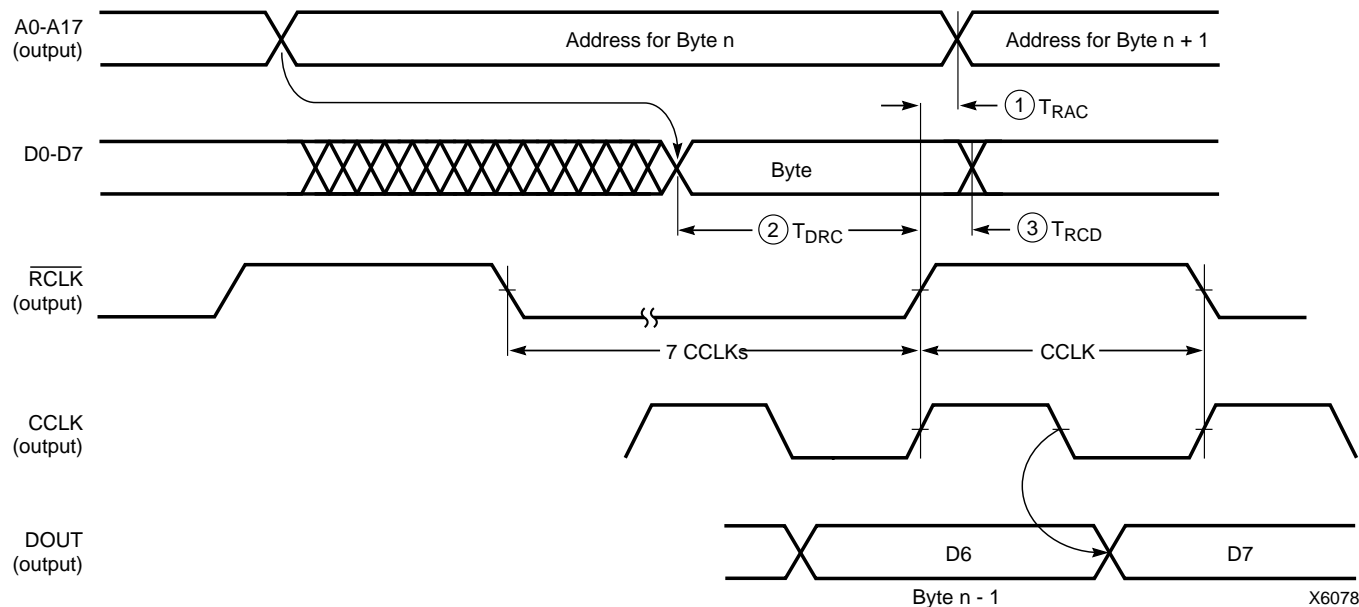 A0-A17
(output)
Address for Byte n
Address for Byte n + 1
1 TRAC
D0-D7
Byte
2 TDRC
3 TRCD
RCLK
(output)
7 CCLKs
CCLK
CCLK
(output)
DOUT
(output)
D6
D7
Byte n - 1
X6078